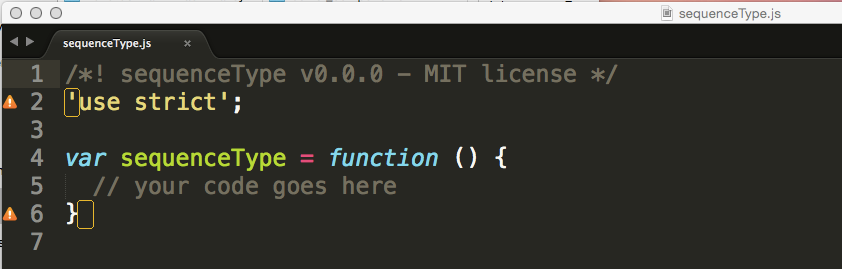 sequenceType.js
sequenceType.js ×
1 /*! sequenceType v0.0.0 – MIT license */
2 'use strict';
3
4 var sequenceType = function () {
5   // your code goes here
6 }
7